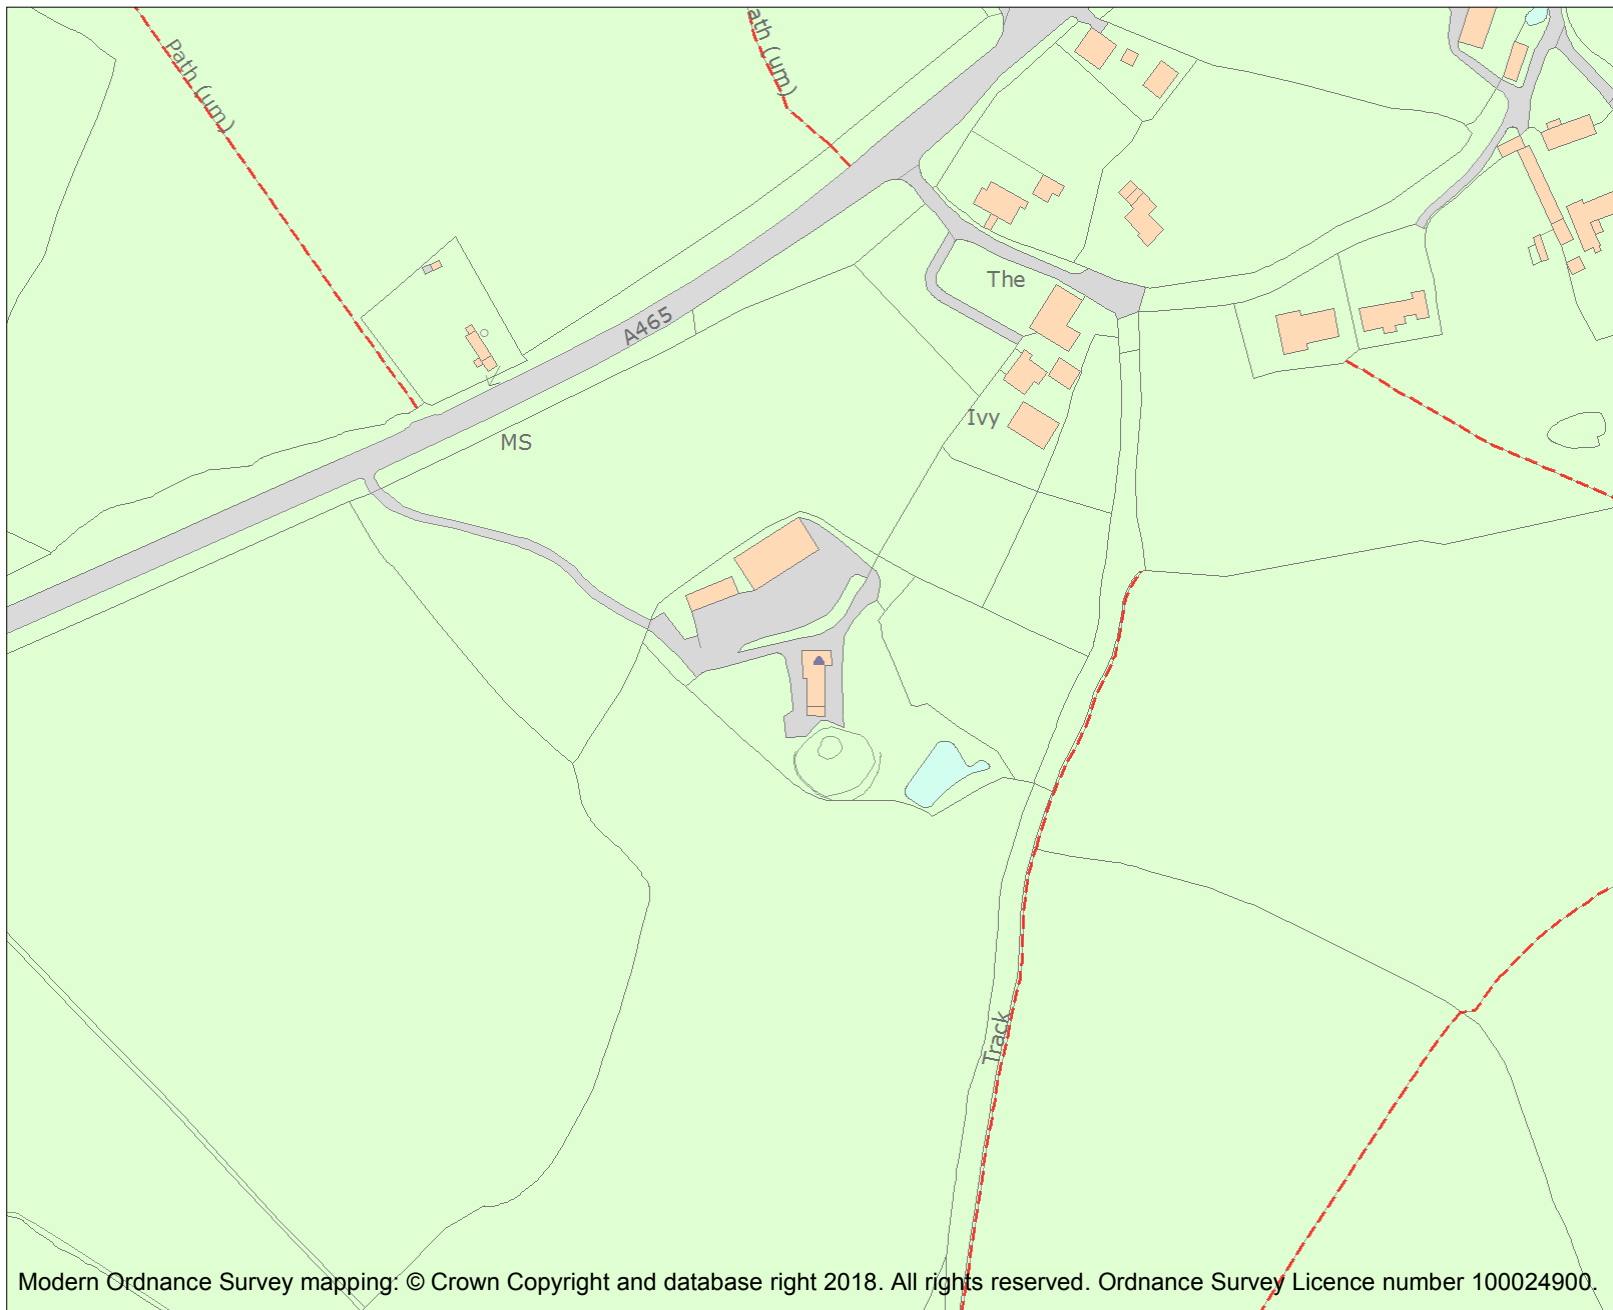 Path (um)
ath (um)
The
A465
Ivy
MS
Track
Modern Ordnance Survey mapping: © Crown Copyright and database right 2018. All rights reserved. Ordnance Survey Licence number 100024900.